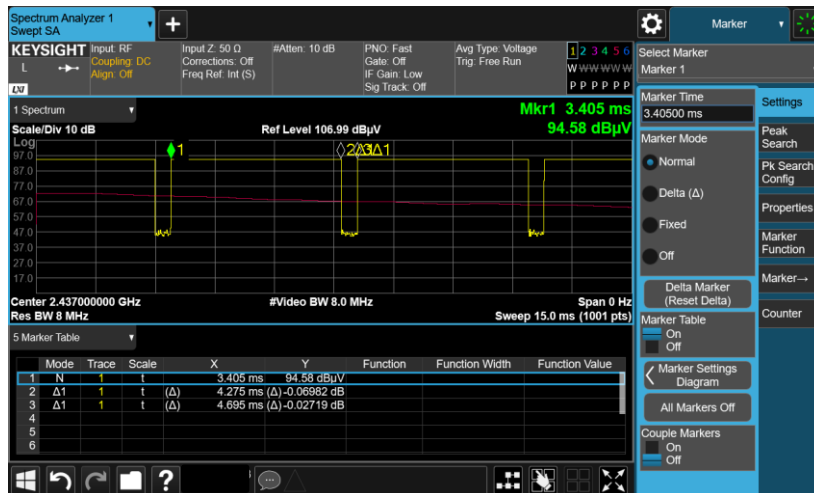 Spectrum Analyzer 1
Swept SA
+
Marker
KEYSIGHT
L
LXI
Input: RF
Coupling: DC
Align: Off
Input Z: 50 Ω
Corrections: Off
Freq Ref: Int (S)
#Atten: 10 dB
PNO: Fast
Gate: Off
IF Gain: Low
Sig Track: Off
Avg Type: Voltage
Trig: Free Run
1 2 3 4 5 6
W W W W W W
P P P P P P
Select Marker
Marker 1
1 Spectrum
Mkr1 3.405 ms
Scale/Div 10 dB
Ref Level 106.99 dBµV
94.58 dBµV
Log
97.0
87.0
77.0
67.0
57.0
47.0
37.0
27.0
17.0
1
Center 2.437000000 GHz
#Video BW 8.0 MHz
Span 0 Hz
Res BW 8 MHz
Sweep 15.0 ms (1001 pts)
5 Marker Table
Mode Trace Scale X Y Function Function Width Function Value
1 N 1 t 3.405 ms 94.58 dBµV
2 Δ1 1 t (Δ) 4.275 ms (Δ) -0.06982 dB
3 Δ1 1 t (Δ) 4.695 ms (Δ) -0.02719 dB
4
5
6
Marker Time
3.40500 ms
Marker Mode
Normal
Delta (Δ)
Fixed
Off
Delta Marker
(Reset Delta)
Marker Table
On
Off
Marker Settings
Diagram
All Markers Off
Couple Markers
On
Off
Settings
Peak
Search
Pk Search
Config
Properties
Marker
Function
Marker→
Counter
?